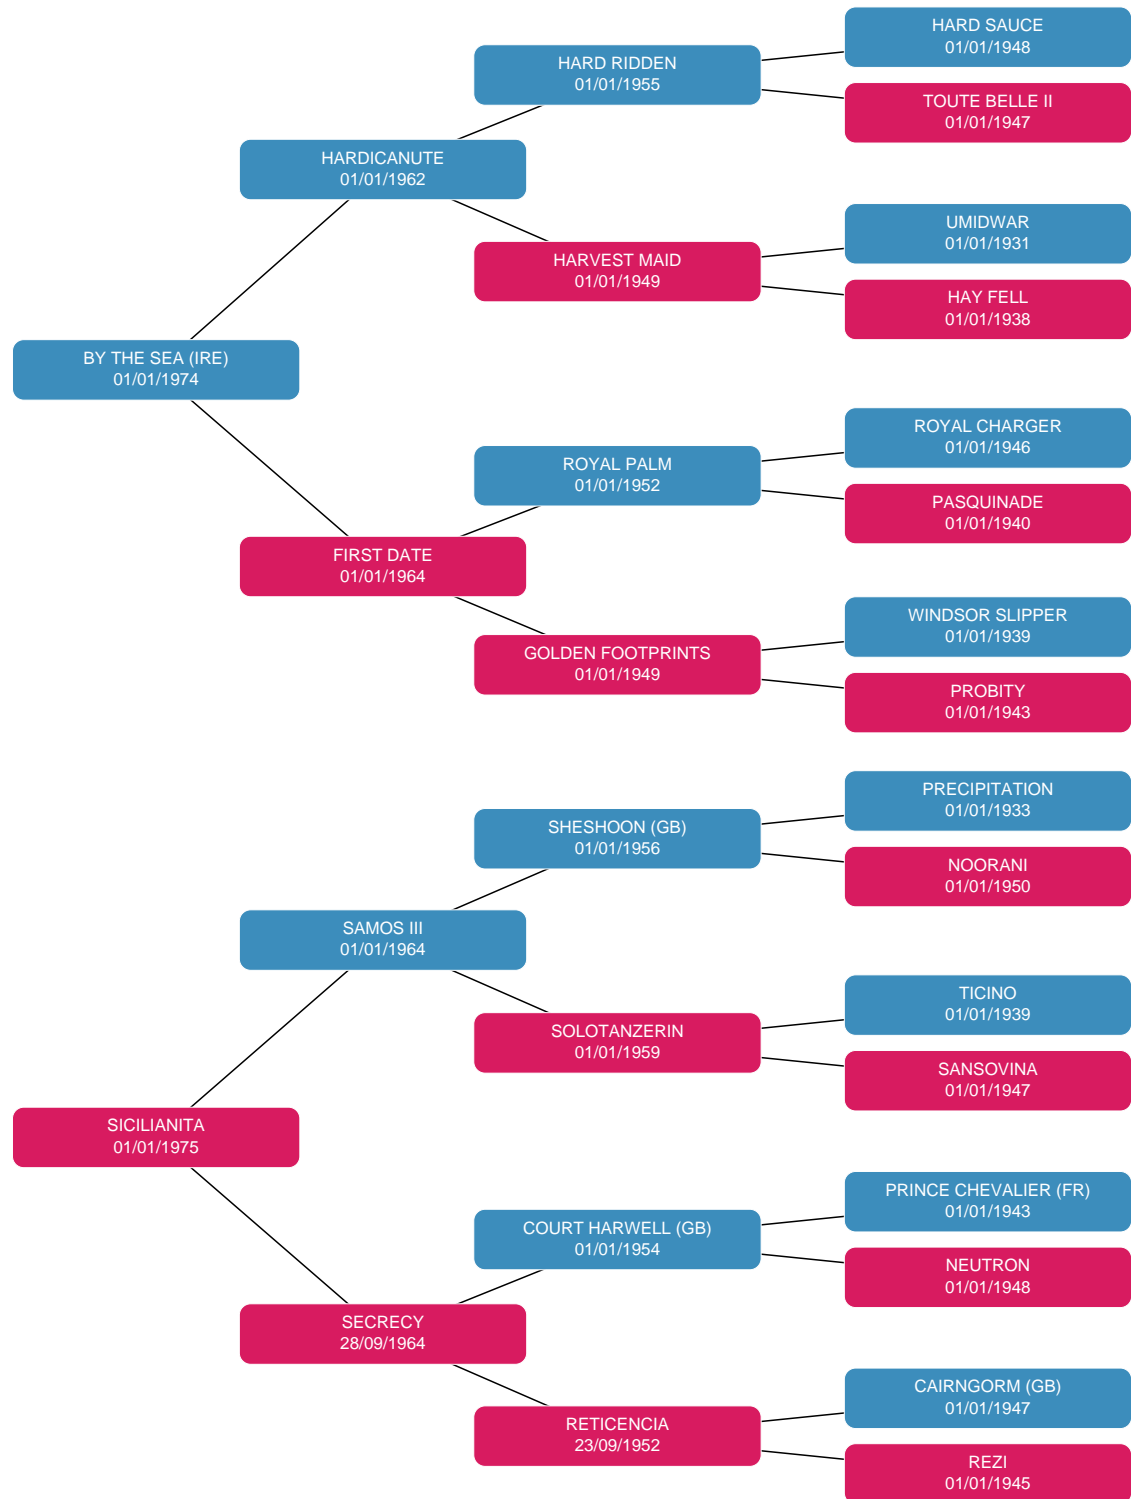 HARD SAUCE
01/01/1948
HARD RIDDEN
01/01/1955
TOUTE BELLE II
01/01/1947
HARDICANUTE
01/01/1962
UMIDWAR
01/01/1931
HARVEST MAID
01/01/1949
HAY FELL
01/01/1938
BY THE SEA (IRE)
01/01/1974
ROYAL CHARGER
01/01/1946
ROYAL PALM
01/01/1952
PASQUINADE
01/01/1940
FIRST DATE
01/01/1964
WINDSOR SLIPPER
01/01/1939
GOLDEN FOOTPRINTS
01/01/1949
PROBITY
01/01/1943
PRECIPITATION
01/01/1933
SHESHOON (GB)
01/01/1956
NOORANI
01/01/1950
SAMOS III
01/01/1964
TICINO
01/01/1939
SOLOTANZERIN
01/01/1959
SANSOVINA
01/01/1947
SICILIANITA
01/01/1975
PRINCE CHEVALIER (FR)
01/01/1943
COURT HARWELL (GB)
01/01/1954
NEUTRON
01/01/1948
SECRECY
28/09/1964
CAIRNGORM (GB)
01/01/1947
RETICENCIA
23/09/1952
REZI
01/01/1945